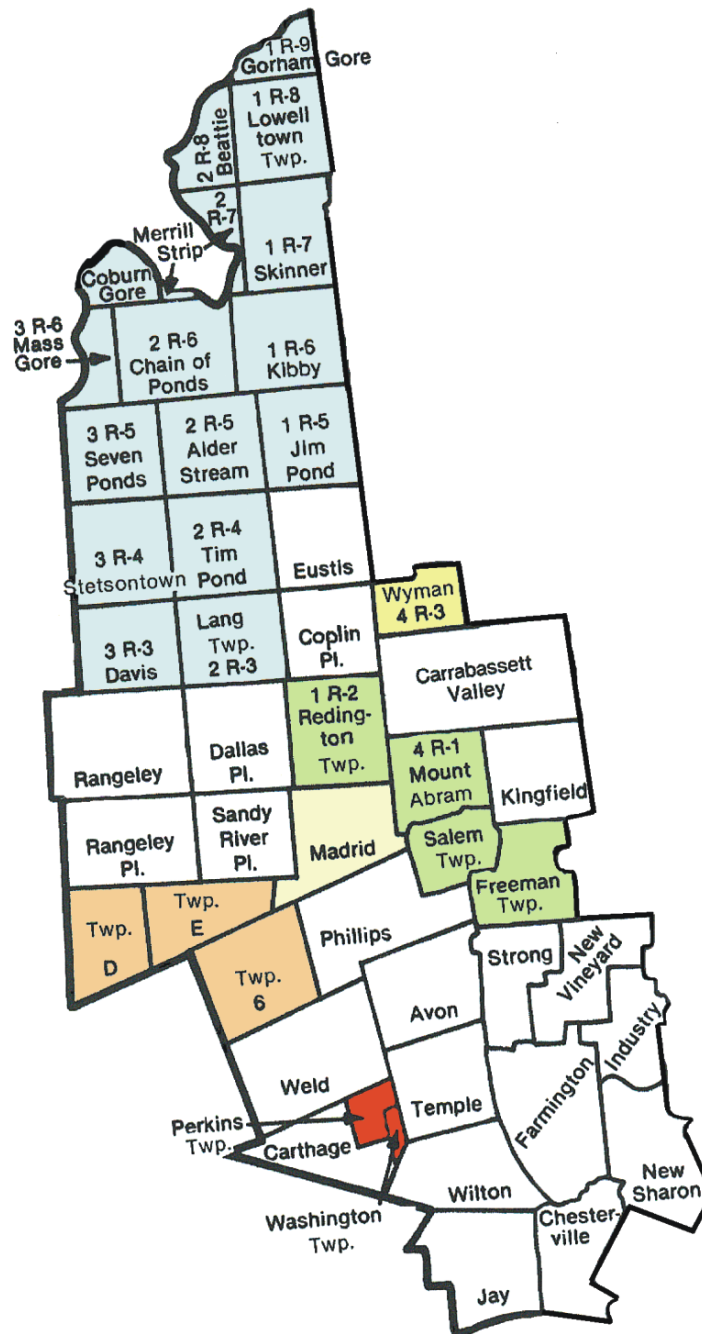 1 R-9
Gorham Gore
1 R-8
Lowell
town
Twp.
2 R-8
Beattie
2
R-7
Merrill
Strip
1 R-7
Skinner
Coburn
Gore
3 R-6
Mass
Gore
2 R-6
Chain of
Ponds
1 R-6
Kibby
3 R-5
Seven
Ponds
2 R-5
Alder
Stream
1 R-5
Jim
Pond
3 R-4
Stetsontown
2 R-4
Tim
Pond
Eustis
Wyman
4 R-3
3 R-3
Davis
Lang
Twp.
2 R-3
Coplin
Pl.
Carrabassett
Valley
Rangeley
Dallas
Pl.
1 R-2
Reding-
ton
Twp.
4 R-1
Mount
Abram
Kingfield
Rangeley
Pl.
Sandy
River
Pl.
Madrid
Salem
Twp.
Freeman
Twp.
Twp.
D
Twp.
E
Twp.
6
Phillips
Strong
New
Vineyard
Avon
Industry
Weld
Temple
Farmington
Perkins
Twp.
Carthage
Washington
Twp.
Wilton
New
Sharon
Chester-
ville
Jay